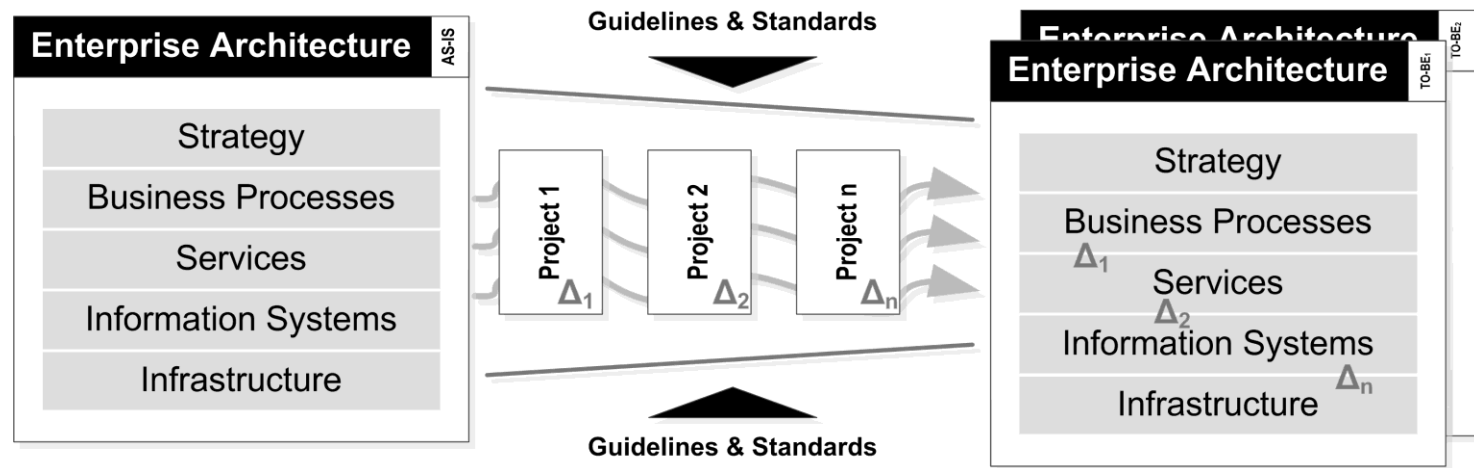 Enterprise Architecture
AS-IS
Strategy
Business Processes
Services
Information Systems
Infrastructure
Guidelines & Standards
Project 1
Δ1
Project 2
Δ2
Project n
Δn
Guidelines & Standards
Enterprise Architecture
TO-BE2
Enterprise Architecture
TO-BE1
Strategy
Business Processes
Δ1
Services
Δ2
Information Systems
Δn
Infrastructure